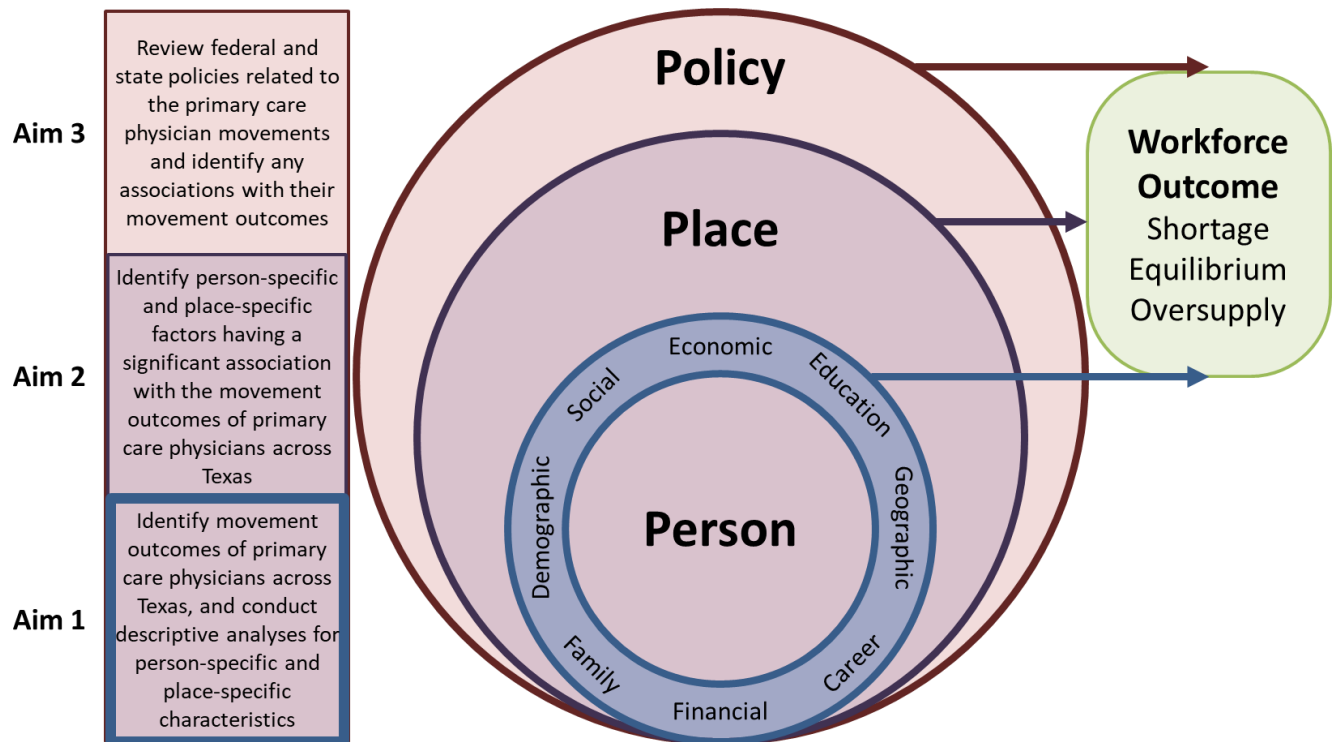 Aim 3
Review federal and
state policies related to
the primary care
physician movements
and identify any
associations with their
movement outcomes
Aim 2
Identify person-specific
and place-specific
factors having a
significant association
with the movement
outcomes of primary
care physicians across
Texas
Aim 1
Identify movement
outcomes of primary
care physicians across
Texas, and conduct
descriptive analyses for
person-specific and
place-specific
characteristics
Policy
Place
Person
Economic
Education
Geographic
Career
Financial
Family
Demographic
Social
Workforce
Outcome
Shortage
Equilibrium
Oversupply